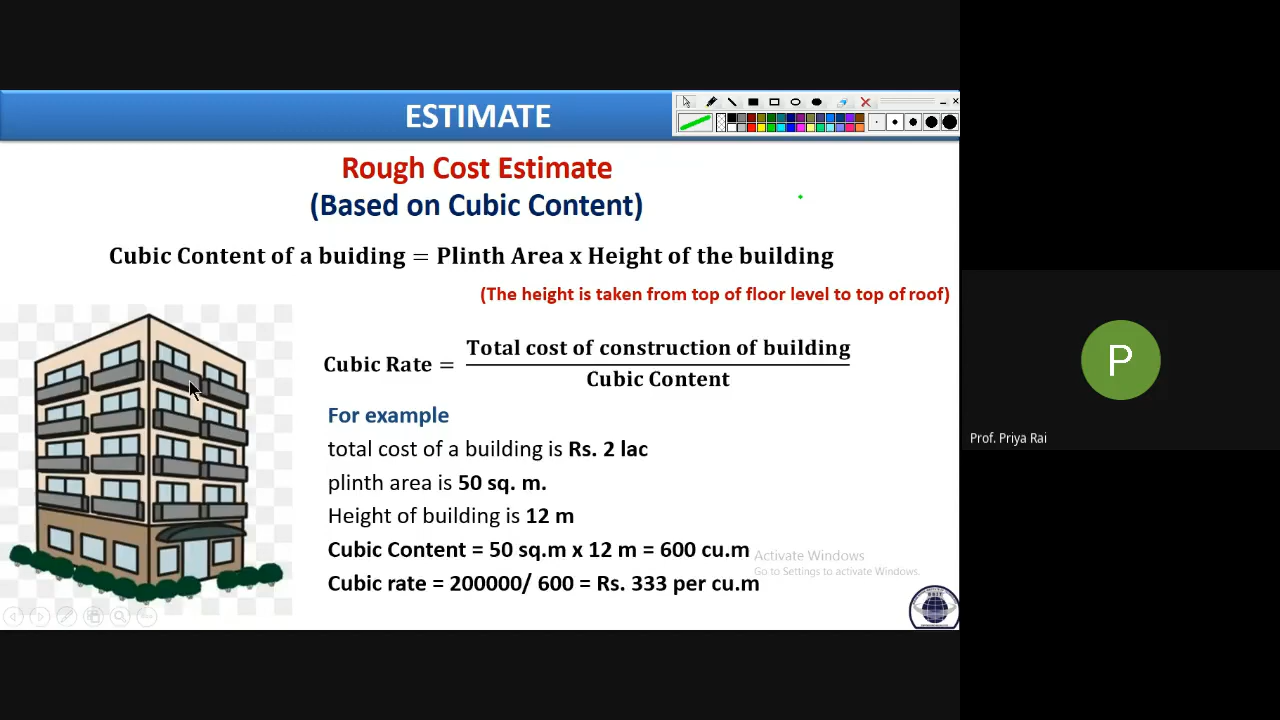 ESTIMATE
Rough Cost Estimate
(Based on Cubic Content)
Cubic Content of a buiding = Plinth Area x Height of the building
(The height is taken from top of floor level to top of roof)
Cubic Rate = Total cost of construction of building
Cubic Content
For example
total cost of a building is Rs. 2 lac
plinth area is 50 sq. m.
Height of building is 12 m
Cubic Content = 50 sq.m x 12 m = 600 cu.m
Cubic rate = 200000/ 600 = Rs. 333 per cu.m
Activate Windows
Go to Settings to activate Windows.
P
Prof. Priya Rai